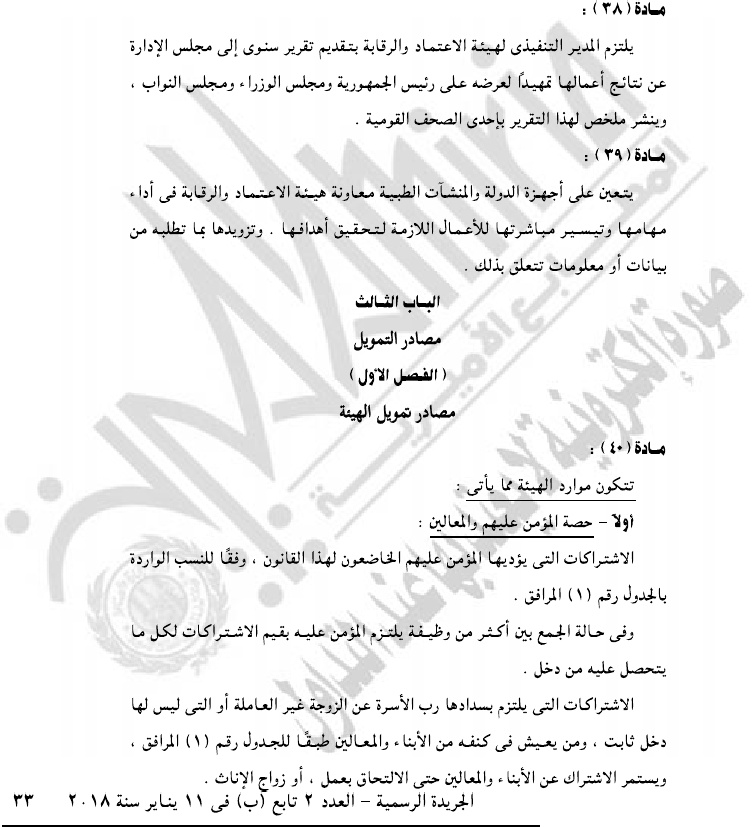 مادة (٣٨) :
يلتزم المدير التنفيذى لهيئة الاعتماد والرقابة بتقديم تقرير سنوى إلى مجلس الإدارة
عن نتائج أعمالها تمهيدًا لعرضه على رئيس الجمهورية ومجلس الوزراء ومجلس النواب ،
وينشر ملخص لهذا التقرير بإحدى الصحف القومية .
مادة (٣٩) :
يتعين على أجهزة الدولة والمنشآت الطبية معاونة هيئة الاعتماد والرقابة فى أداء
مهامها وتيسير مباشرتها للأعمال اللازمة لتحقيق أهدافها . وتزويدها بما تطلبه من
بيانات أو معلومات تتعلق بذلك .
الباب الثالث
مصادر التمويل
( الفصل الأول )
مصادر تمويل الهيئة
مادة (٤٠) :
تتكون موارد الهيئة مما يأتى :
أولاً – حصة المؤمن عليهم والمعالين :
الاشتراكات التى يؤديها المؤمن عليهم الخاضعون لهذا القانون ، وفقًا للنسب الواردة
بالجدول رقم (١) المرافق .
وفى حالة الجمع بين أكثر من وظيفة يلتزم المؤمن عليه بقيم الاشتراكات لكل ما
يتحصل عليه من دخل .
الاشتراكات التى يلتزم بسدادها رب الأسرة عن الزوجة غير العاملة أو التى ليس لها
دخل ثابت ، ومن يعيش فى كنفه من الأبناء والمعالين طبقًا للجدول رقم (١) المرافق ،
ويستمر الاشتراك عن الأبناء والمعالين حتى الالتحاق بعمل ، أو زواج الإناث .
الجريدة الرسمية – العدد ٢ تابع (ب) فى ١١ يناير سنة ٢٠١٨ ٣٣